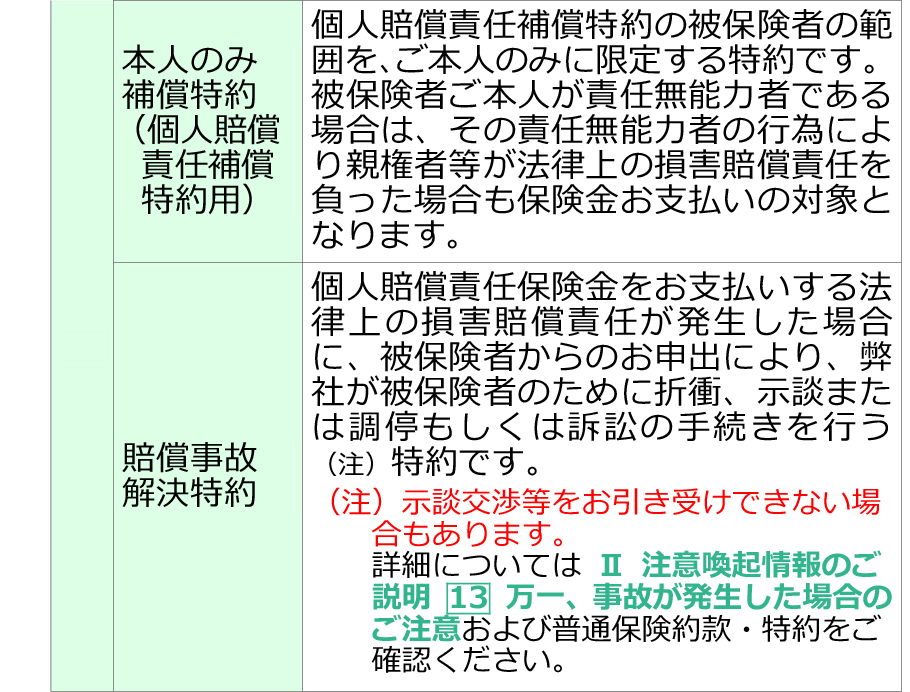 本人のみ
補償特約
（個人賠償
責任補償
特約用）
個人賠償責任補償特約の被保険者の範
囲を、ご本人のみに限定する特約です。
被保険者ご本人が責任無能力者である
場合は、その責任無能力者の行為によ
り親権者等が法律上の損害賠償責任を
負った場合も保険金お支払いの対象と
なります。
賠償事故
解決特約
個人賠償責任保険金をお支払いする法
律上の損害賠償責任が発生した場合
に、被保険者からのお申出により、弊
社が被保険者のために折衝、示談また
は調停もしくは訴訟の手続きを行う
（注）特約です。
（注）示談交渉等をお引き受けできない場
合もあります。
詳細については Ⅱ 注意喚起情報のご
説明 13 万一、事故が発生した場合の
ご注意および普通保険約款・特約をご
確認ください。